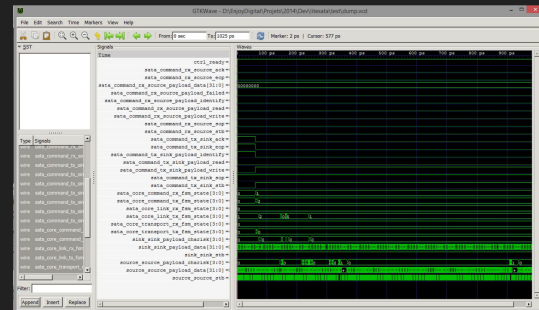 GTKWave - D:\EnjoyDigital\Projets\2014\Dev\litesata\test\dump.vcd
File Edit Search Time Markers View Help
From: 0 sec To: 1025 ps Marker: 2 ps | Cursor: 577 ps
SST
Signals
Waves
Time
100 ps 200 ps 300 ps 400 ps 500 ps 600 ps 700 ps 800 ps 900 ps
ctrl_ready=
sata_command_rx_source_ack=
sata_command_rx_source_eop=
sata_command_rx_source_payload_data[31:0]=
00000000
sata_command_rx_source_payload_failed=
sata_command_rx_source_payload_identify=
sata_command_rx_source_payload_read=
sata_command_rx_source_payload_write=
sata_command_rx_source_sop=
sata_command_rx_source_stb=
sata_command_tx_sink_ack=
sata_command_tx_sink_eop=
sata_command_tx_sink_payload_identify=
sata_command_tx_sink_payload_read=
sata_command_tx_sink_payload_write=
sata_command_tx_sink_sop=
sata_command_tx_sink_stb=
sata_core_command_rx_fsm_state[3:0]=
sata_core_command_tx_fsm_state[3:0]=
sata_core_link_rx_fsm_state[3:0]=
sata_core_link_tx_fsm_state[3:0]=
sata_core_transport_rx_fsm_state[3:0]=
sata_core_transport_tx_fsm_state[3:0]=
sink_sink_payload_charisk[3:0]=
sink_sink_payload_data[31:0]=
sink_sink_stb=
source_source_payload_charisk[3:0]=
source_source_payload_data[31:0]=
source_source_stb=
Type Signals
Filter:
Append Insert Replace